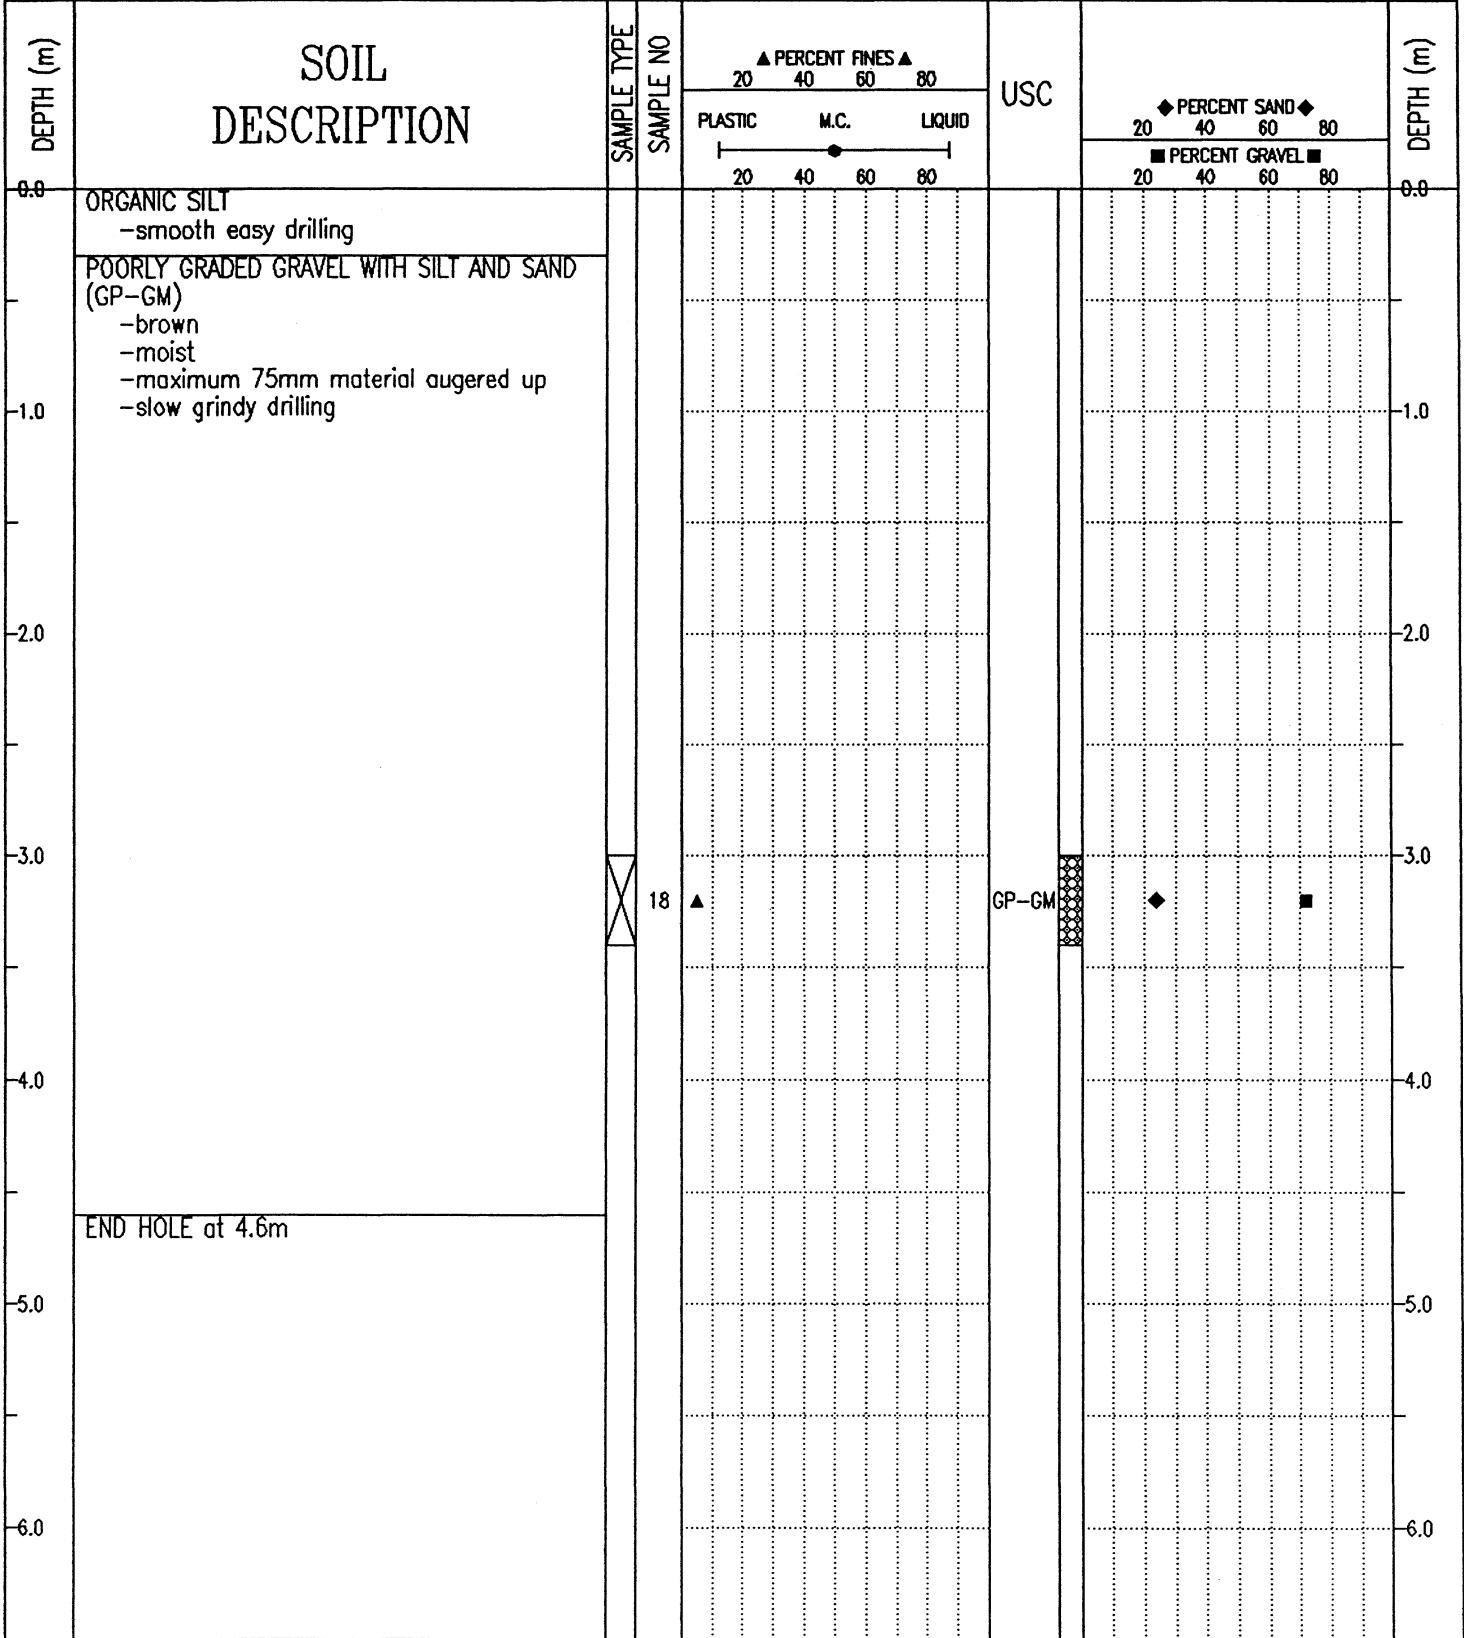 DEPTH (m)
SOIL
DESCRIPTION
SAMPLE TYPE
SAMPLE NO
▲ PERCENT FINES ▲
20 40 60 80
PLASTIC M.C. LIQUID
20 40 60 80
USC
◆ PERCENT SAND ◆
20 40 60 80
■ PERCENT GRAVEL ■
20 40 60 80
DEPTH (m)
0.0 0.0
ORGANIC SILT
-smooth easy drilling
POORLY GRADED GRAVEL WITH SILT AND SAND
(GP-GM)
-brown
-moist
-maximum 75mm material augered up
-slow grindy drilling
1.0 1.0
2.0 2.0
3.0 3.0
18 GP-GM
4.0 4.0
END HOLE at 4.6m
5.0 5.0
6.0 6.0